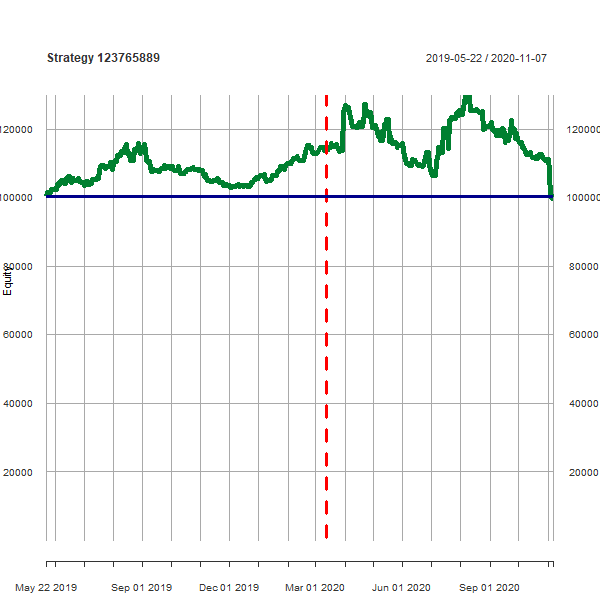 Strategy 123765889
2019-05-22 / 2020-11-07
120000
120000
100000
100000
80000
80000
Equity
60000
60000
40000
40000
20000
20000
May 22 2019
Sep 01 2019
Dec 01 2019
Mar 01 2020
Jun 01 2020
Sep 01 2020